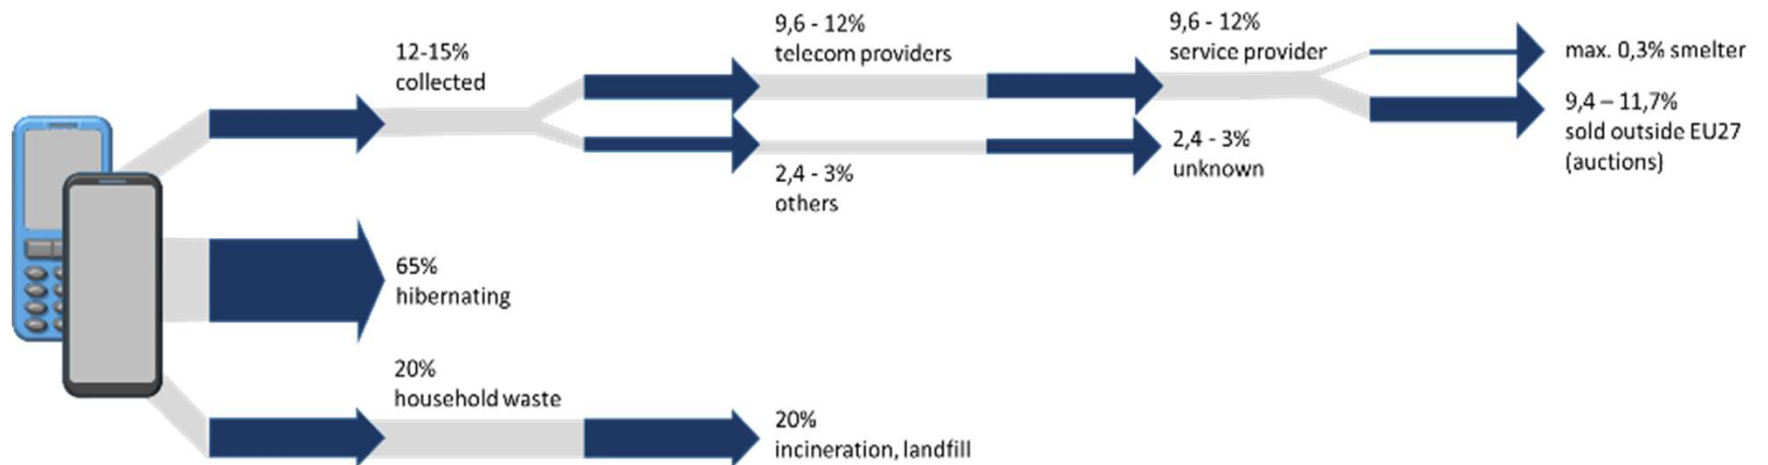 12-15%
collected
9,6 - 12%
telecom providers
9,6 - 12%
service provider
max. 0,3% smelter
9,4 – 11,7%
sold outside EU27
(auctions)
2,4 - 3%
others
2,4 - 3%
unknown
65%
hibernating
20%
household waste
20%
incineration, landfill